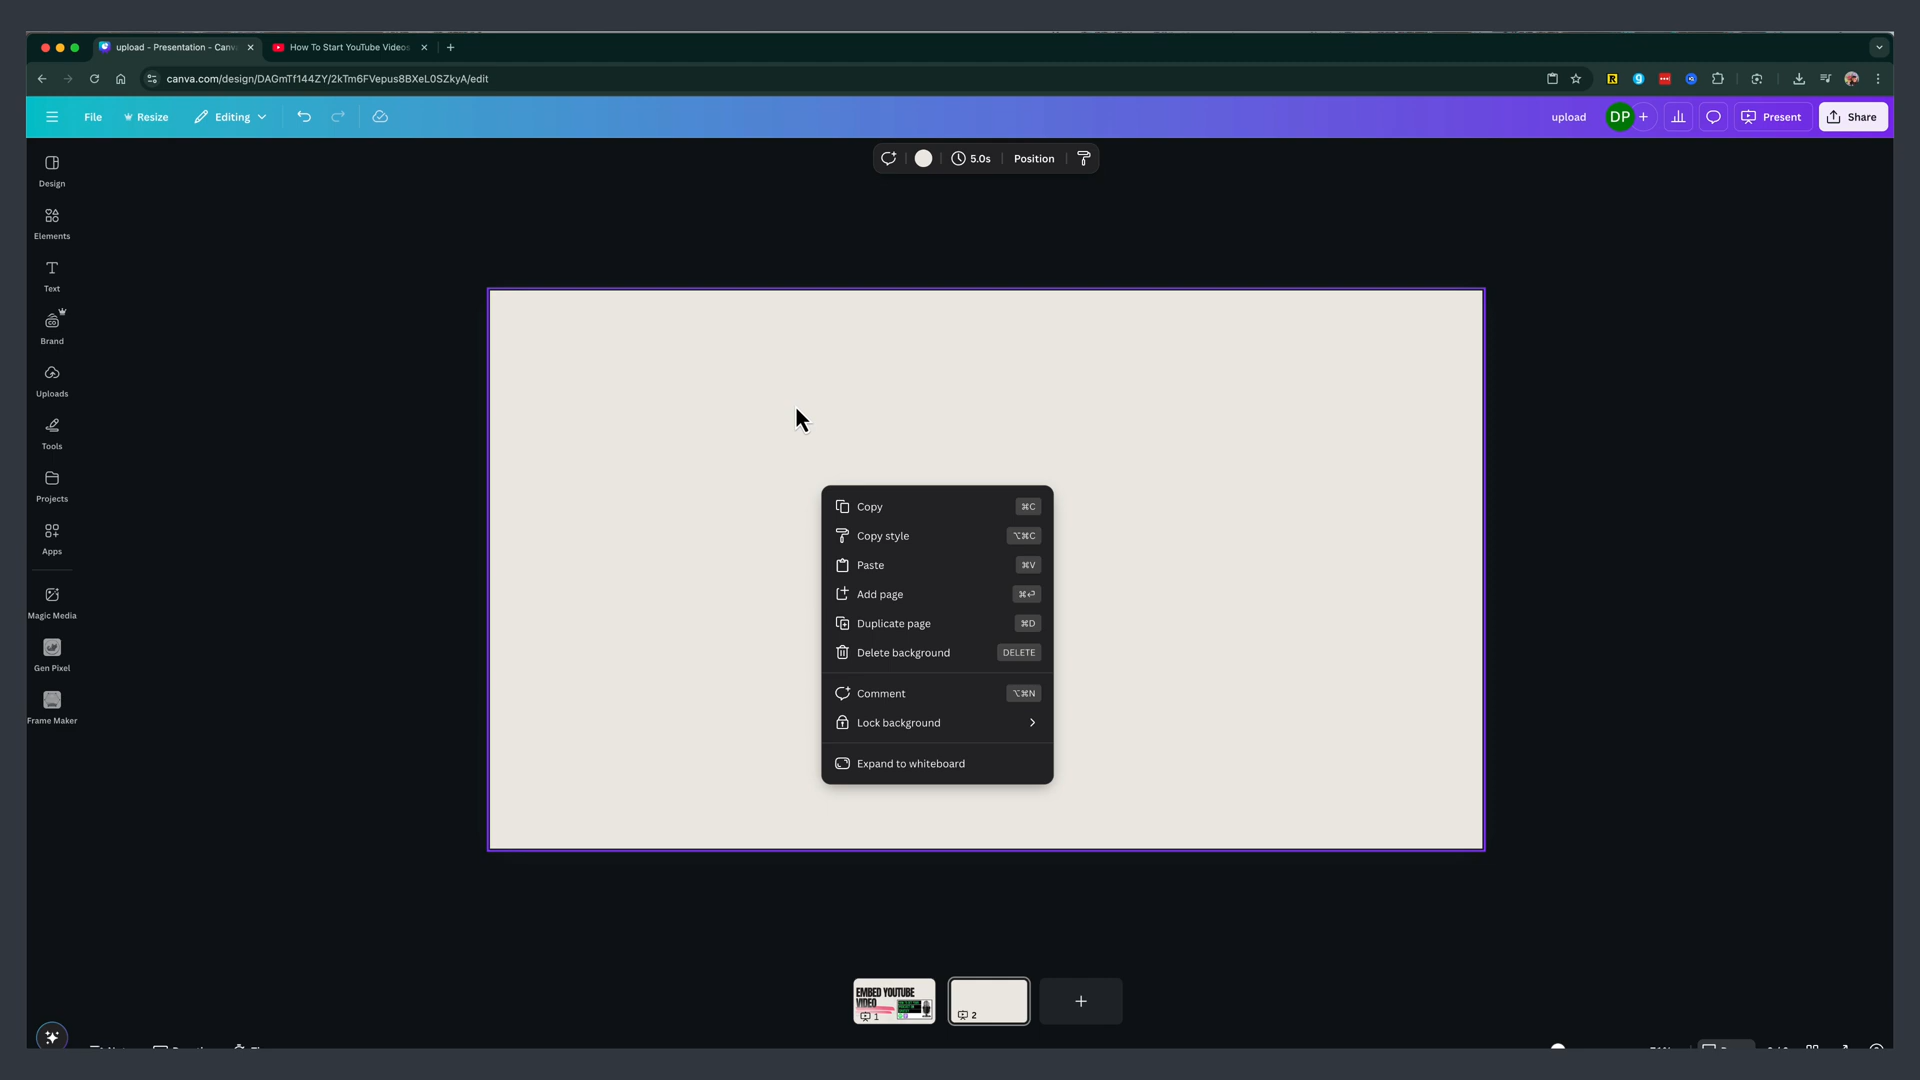 upload - Presentation - Canv
How To Start YouTube Videos
canva.com/design/DAGmTf144ZY/2kTm6FVepus8BXeL0SZkyA/edit
File
Resize
Editing
upload
DP
Present
Share
5.0s
Position
Design
Elements
Text
Brand
Uploads
Tools
Projects
Apps
Magic Media
Gen Pixel
Frame Maker
Copy ⌘C
Copy style ⌥⌘C
Paste ⌘V
Add page ⌘⏎
Duplicate page ⌘D
Delete background DELETE
Comment ⌥⌘N
Lock background
Expand to whiteboard
EMBED YOUTUBE
VIDEO
1
2